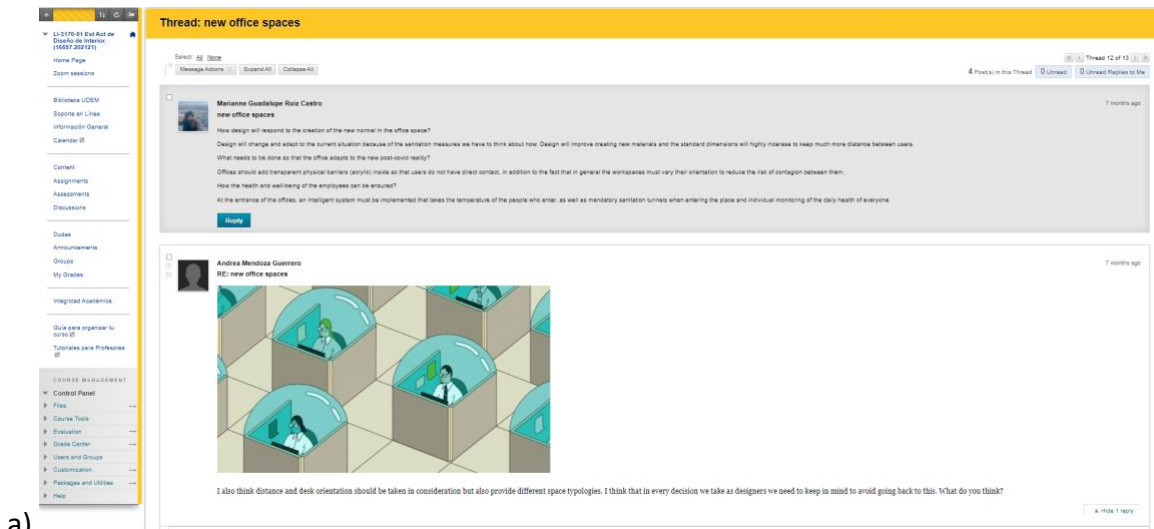 Thread: new office spaces
LI-3170-01 Est Act de
Diseño de Interior.
(16697.202121)
Home Page
Zoom sessions
Biblioteca UDEM
Soporte en Línea
Información General
Calendar
Content
Assignments
Assessments
Discussions
Dudas
Announcements
Groups
My Grades
Integridad Académica
Guía para organizar tu
curso
Tutoriales para Profesores
COURSE MANAGEMENT
Control Panel
Files
Course Tools
Evaluation
Grade Center
Users and Groups
Customization
Packages and Utilities
Help
Select: All None
Message Actions Expand All Collapse All
Thread 12 of 13
4 Post(s) in this Thread 0 Unread 0 Unread Replies to Me
Marianne Guadalupe Ruiz Castro 7 months ago
new office spaces
How design will respond to the creation of the new normal in the office space?
Design will change and adapt to the current situation because of the sanitation measures we have to think about now. Design will improve creating new materials and the standard dimensions will highly increase to keep much more distance between users.
What needs to be done so that the office adapts to the new post-covid reality?
Offices should add transparent physical barriers (acrylic) inside so that users do not have direct contact, in addition to the fact that in general the workspaces must vary their orientation to reduce the risk of contagion between them.
How the health and well-being of the employees can be ensured?
At the entrance of the offices, an intelligent system must be implemented that takes the temperature of the people who enter, as well as mandatory sanitation tunnels when entering the place and individual monitoring of the daily health of everyone.
Reply
Andrea Mendoza Guerrero 7 months ago
RE: new office spaces
I also think distance and desk orientation should be taken in consideration but also provide different space typologies. I think that in every decision we take as designers we need to keep in mind to avoid going back to this. What do you think?
Hide 1 reply
a)